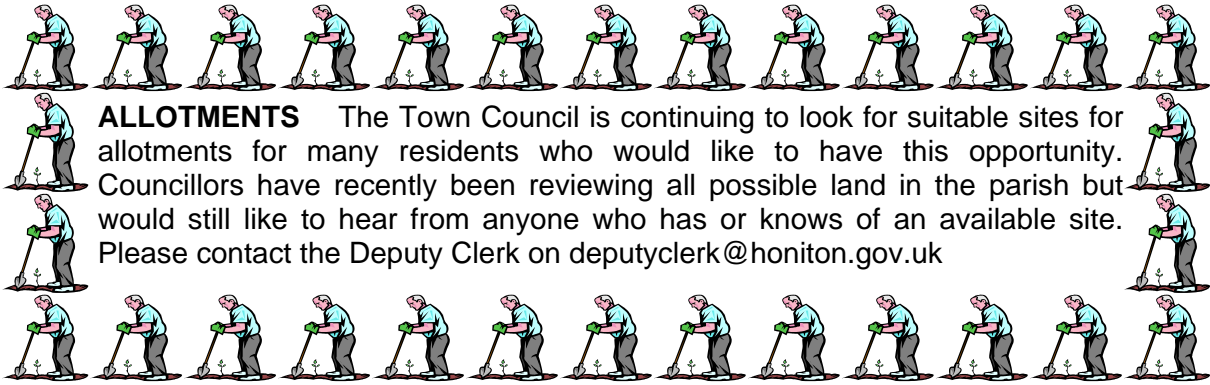 ALLOTMENTS The Town Council is continuing to look for suitable sites for
allotments for many residents who would like to have this opportunity.
Councillors have recently been reviewing all possible land in the parish but
would still like to hear from anyone who has or knows of an available site.
Please contact the Deputy Clerk on deputyclerk@honiton.gov.uk